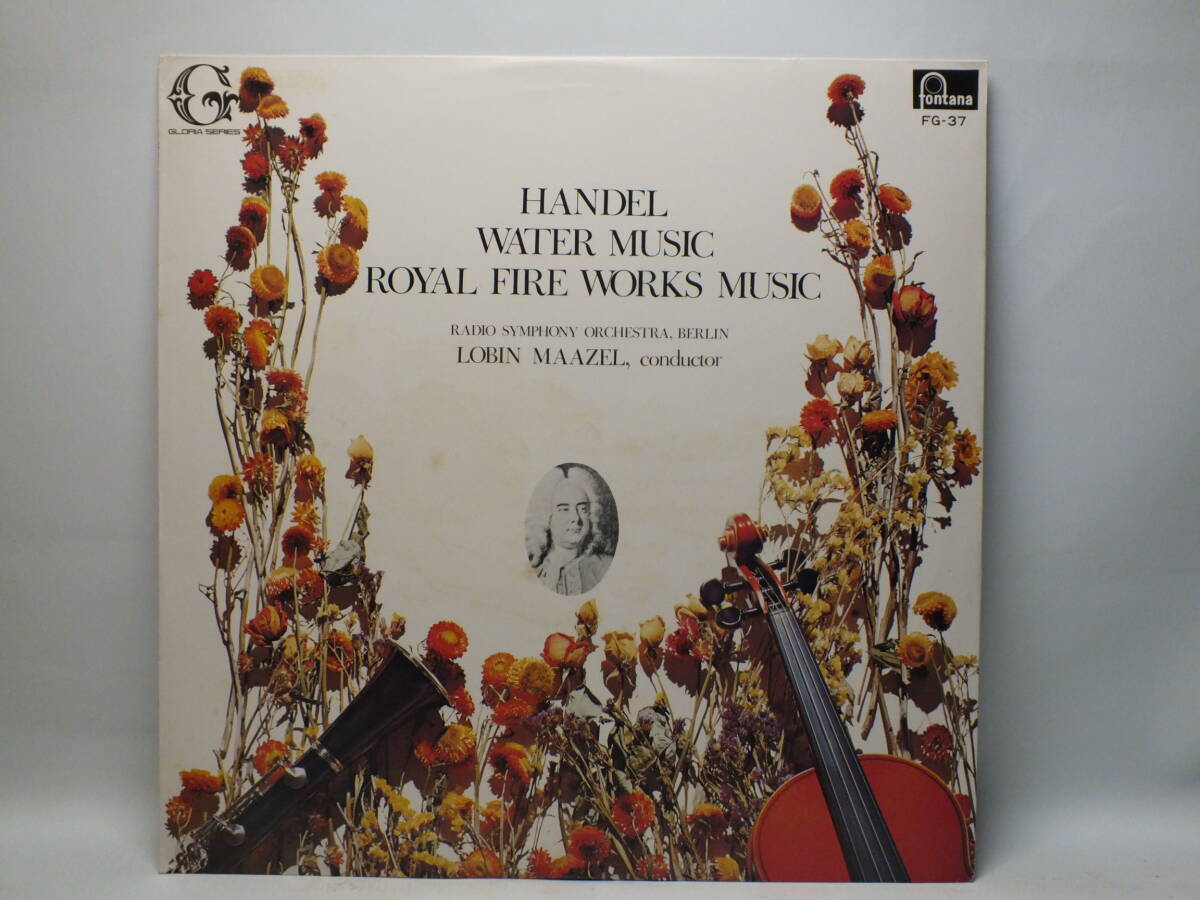 G
GLORIA SERIES
fontana
FG-37
HANDEL
WATER MUSIC
ROYAL FIRE WORKS MUSIC
RADIO SYMPHONY ORCHESTRA, BERLIN
LOBIN MAAZEL, conductor